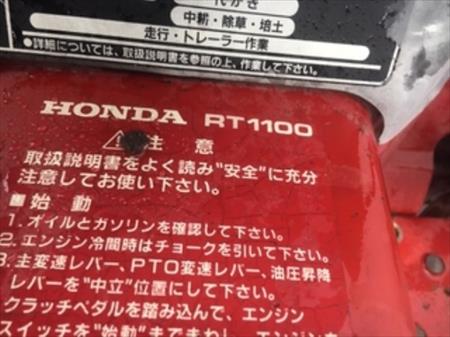 代かき
中耕・除草・培土
走行・トレーラー作業
●詳細については、取扱説明書を参照の上、作業して下さい。
HONDA RT1100
⚠注意
取扱説明書をよく読み"安全"に充分
注意してお使い下さい。
■始動
1. オイルとガソリンを確認して下さい。
2. エンジン冷間時はチョークを引いて下さい。
3. 主変速レバー、PTO変速レバー、油圧昇降
レバーを"中立"位置にして下さい。
クラッチペダルを踏み込んで、エンジン
スイッチを"始動"までまわし、エンジンを